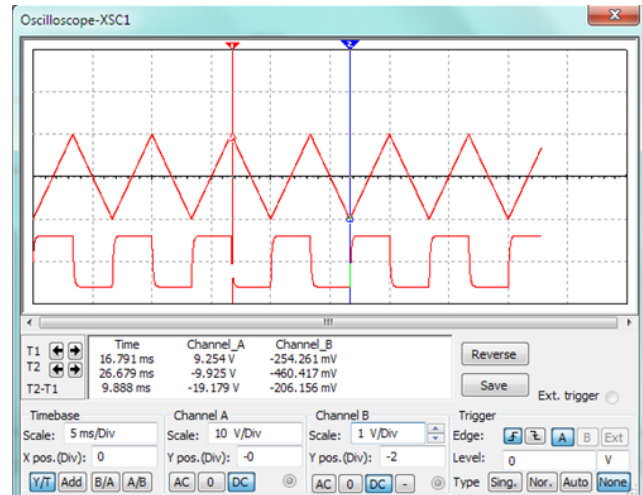 Oscilloscope-XSC1
1 2
T1 T2 T2-T1
Time Channel_A Channel_B
16.791 ms 9.254 V -254.261 mV
26.679 ms -9.925 V -460.417 mV
9.888 ms -19.179 V -206.156 mV
Reverse
Save
Ext. trigger
Timebase
Scale: 5 ms/Div
X pos.(Div): 0
Y/T Add B/A A/B
Channel A
Scale: 10 V/Div
Y pos.(Div): -0
AC 0 DC
Channel B
Scale: 1 V/Div
Y pos.(Div): -2
AC 0 DC -
Trigger
Edge: A B Ext
Level: 0 V
Type Sing. Nor. Auto None